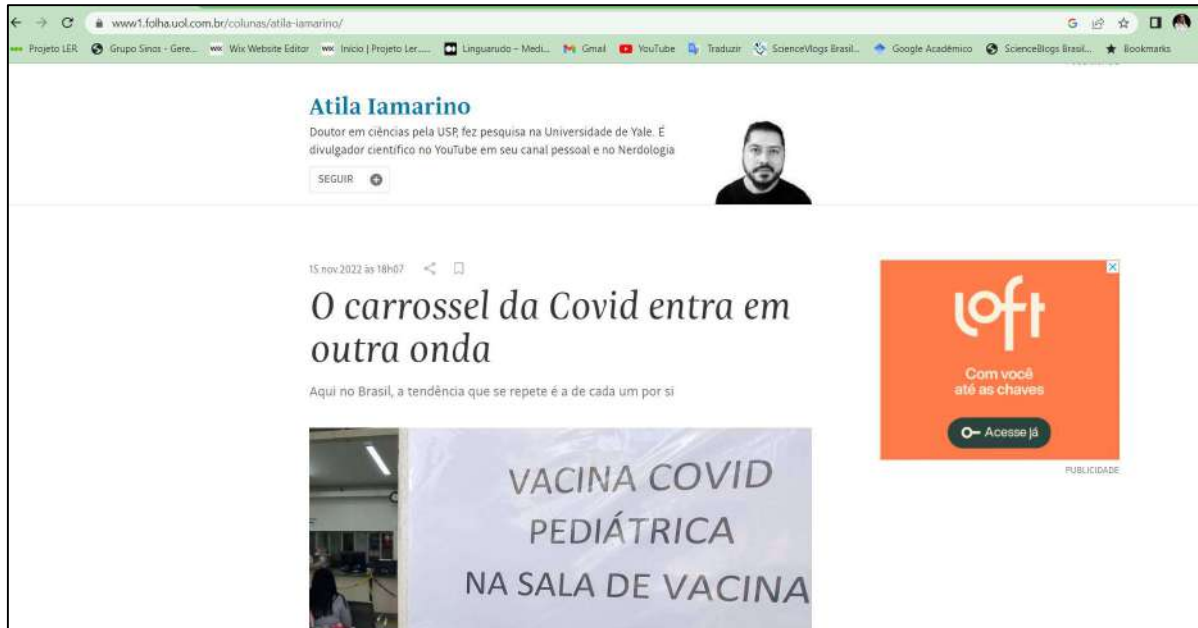 www1.folha.uol.com.br/colunas/atila-iamarino/
Projeto LER Grupo Sinos - Gere... Wix Website Editor Início | Projeto Ler...... Linguarudo – Medi... Gmail YouTube Traduzir ScienceVlogs Brasil... Google Acadêmico ScienceBlogs Brasil... Bookmarks
Atila Iamarino
Doutor em ciências pela USP, fez pesquisa na Universidade de Yale. É
divulgador científico no YouTube em seu canal pessoal e no Nerdologia
SEGUIR
15.nov.2022 às 18h07
O carrossel da Covid entra em
outra onda
Aqui no Brasil, a tendência que se repete é a de cada um por si
loft
Com você
até as chaves
Acesse já
PUBLICIDADE
VACINA COVID
PEDIÁTRICA
NA SALA DE VACINA